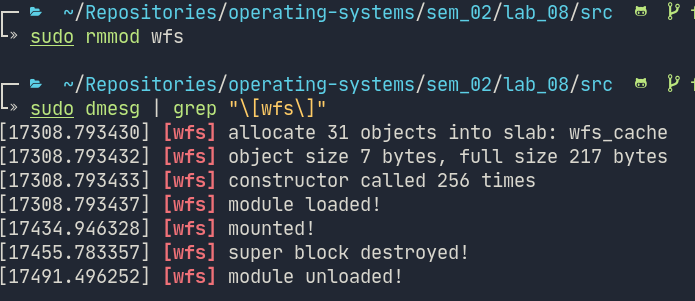 ~/Repositories/operating-systems/sem_02/lab_08/src f
» sudo rmmod wfs
~/Repositories/operating-systems/sem_02/lab_08/src f
» sudo dmesg | grep "\[wfs\]"
[17308.793430] [wfs] allocate 31 objects into slab: wfs_cache
[17308.793432] [wfs] object size 7 bytes, full size 217 bytes
[17308.793433] [wfs] constructor called 256 times
[17308.793437] [wfs] module loaded!
[17434.946328] [wfs] mounted!
[17455.783357] [wfs] super block destroyed!
[17491.496252] [wfs] module unloaded!